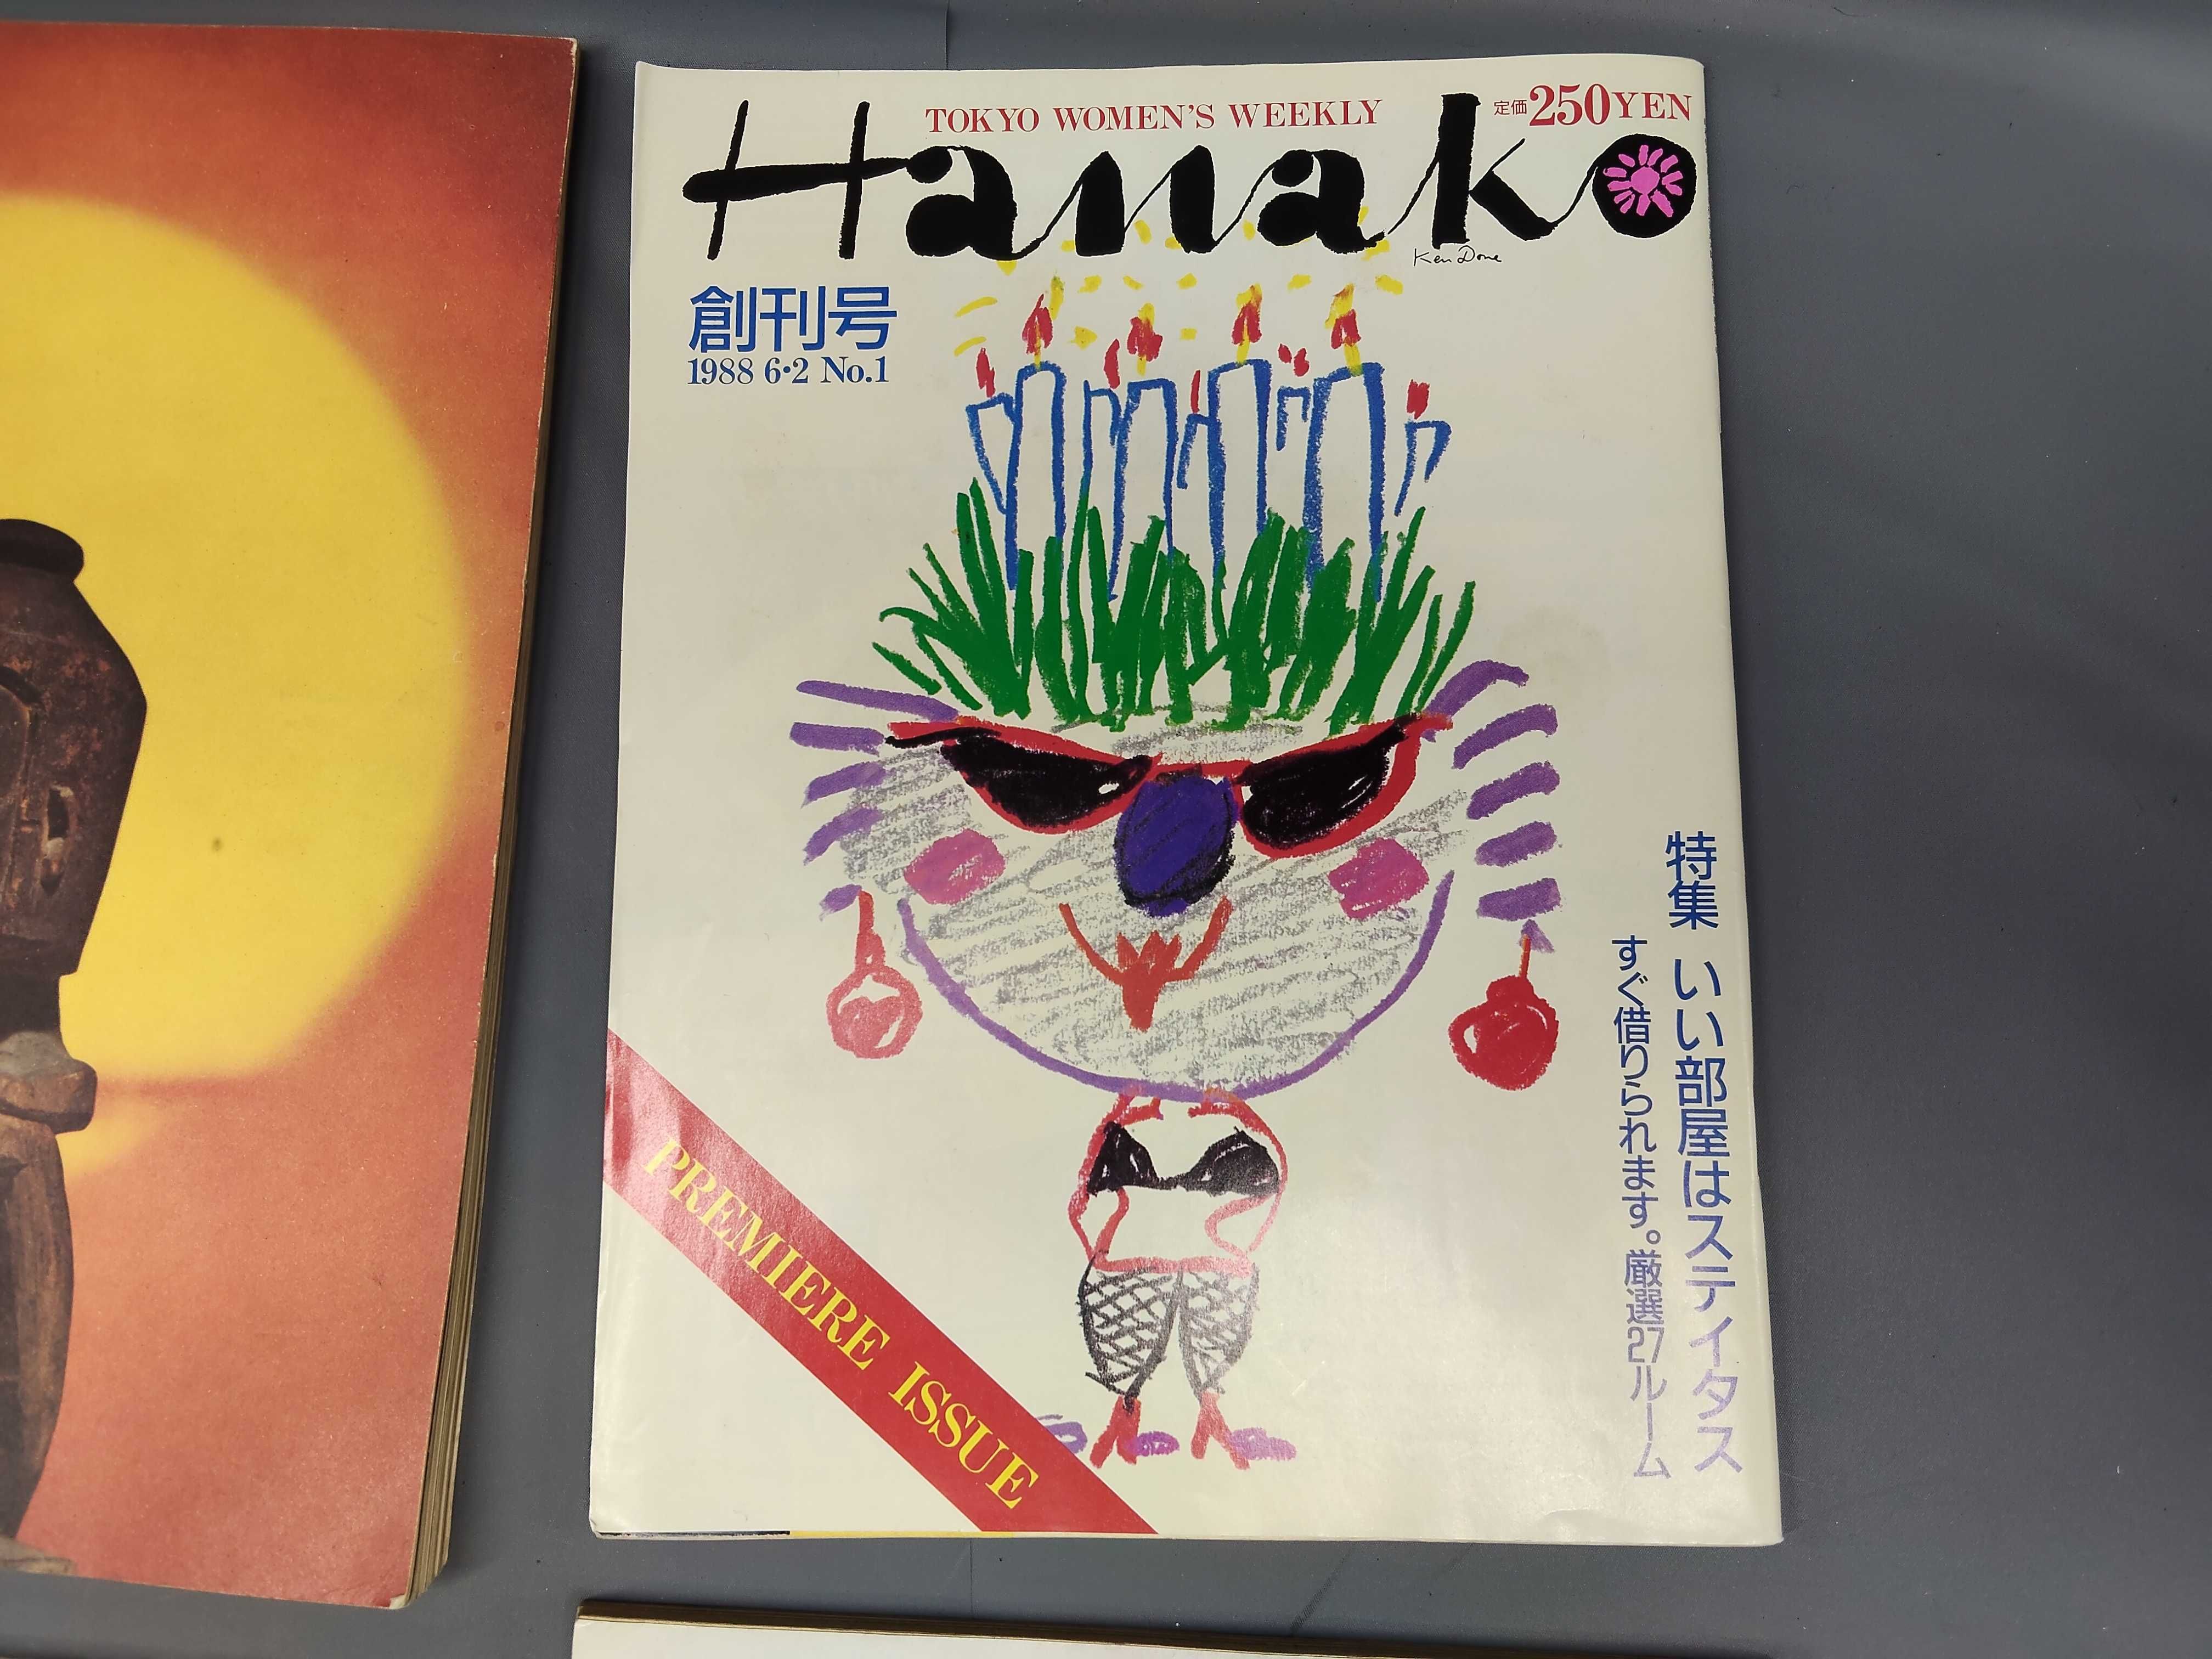 TOKYO WOMEN'S WEEKLY
定価250YEN
Hanako
Ken Done
創刊号
1988 6·2 No.1
特集 いい部屋はスティタス
すぐ借りられます。厳選27ルーム
PREMIERE ISSUE